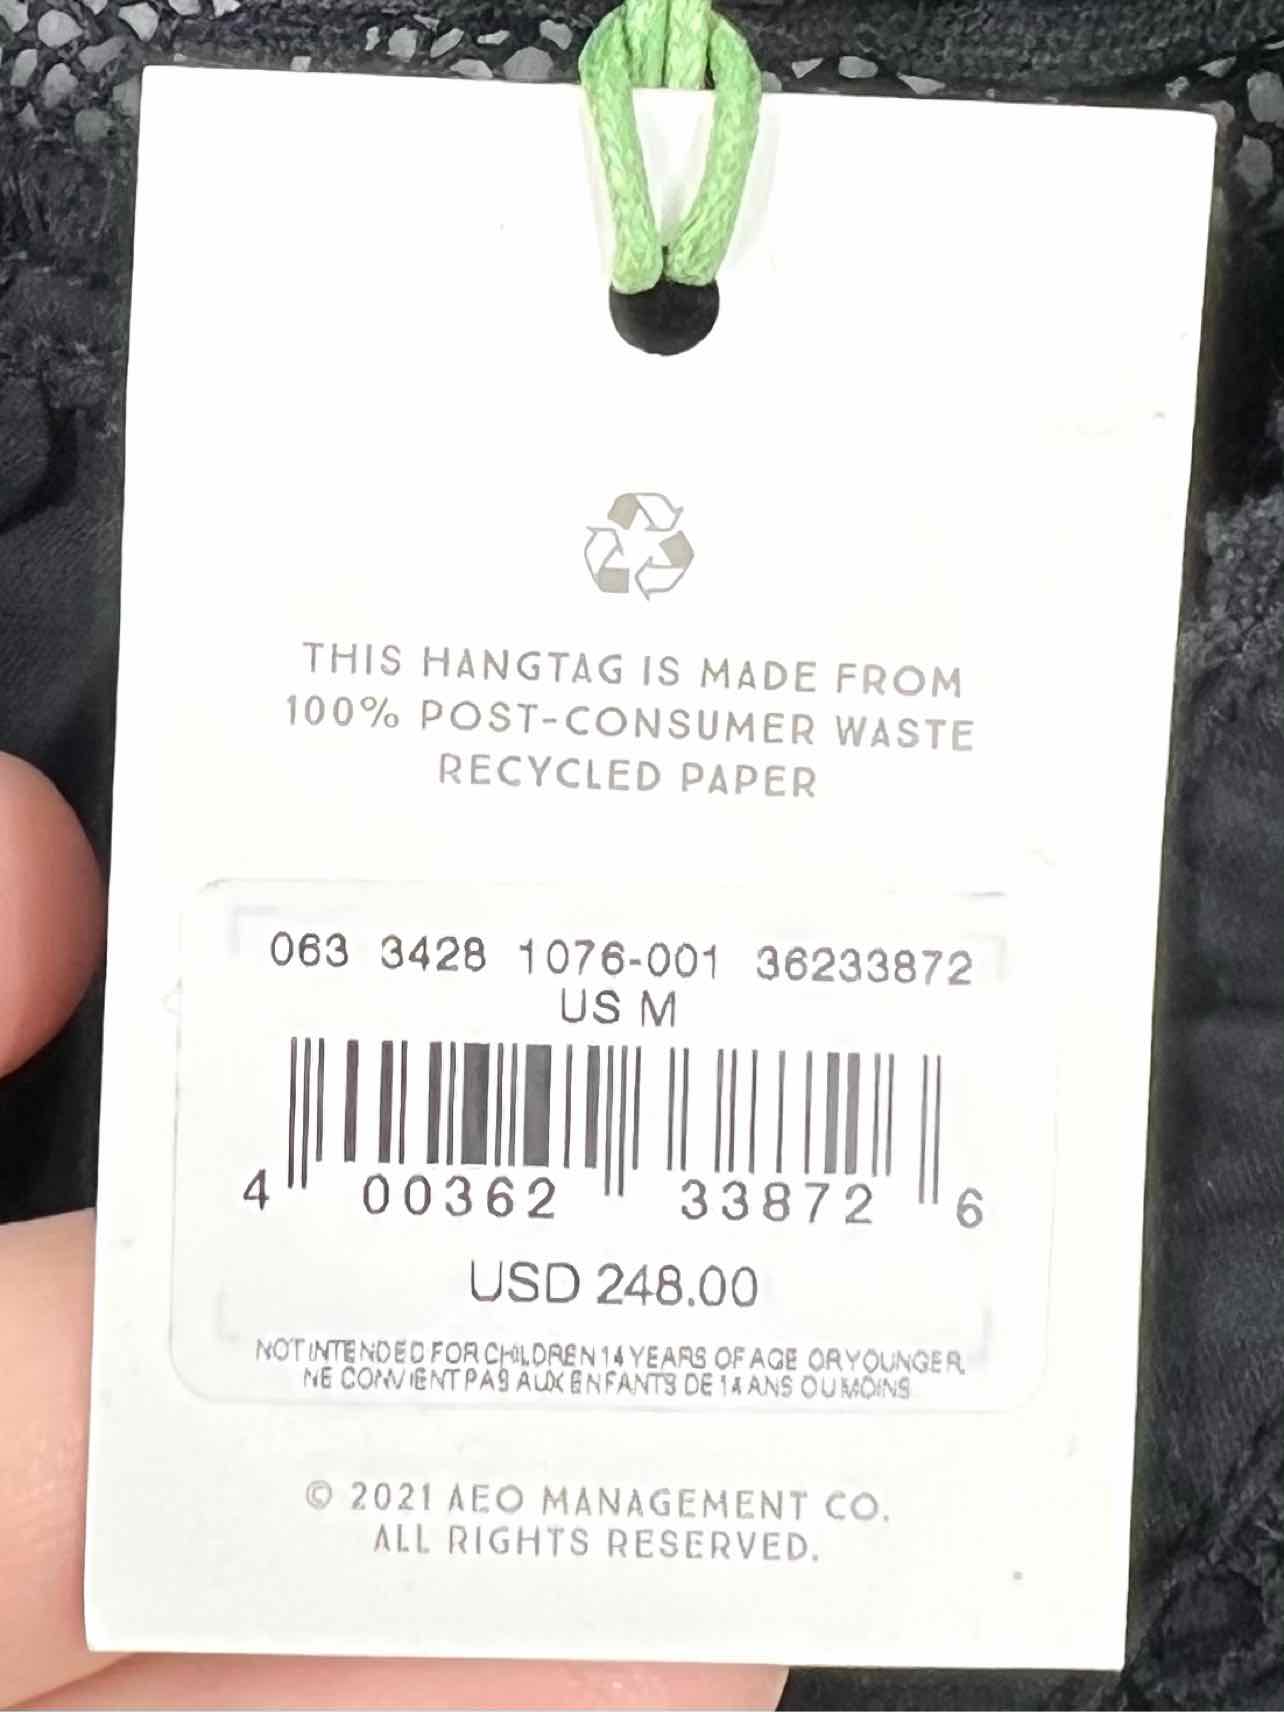 THIS HANGTAG IS MADE FROM
100% POST-CONSUMER WASTE
RECYCLED PAPER
063 3428 1076-001 36233872
US M
4 00362 33872 6
USD 248.00
NOT INTENDED FOR CHILDREN 14 YEARS OF AGE OR YOUNGER.
NE CONVIENT PAS AUX ENFANTS DE 14 ANS OU MOINS
© 2021 AEO MANAGEMENT CO.
ALL RIGHTS RESERVED.